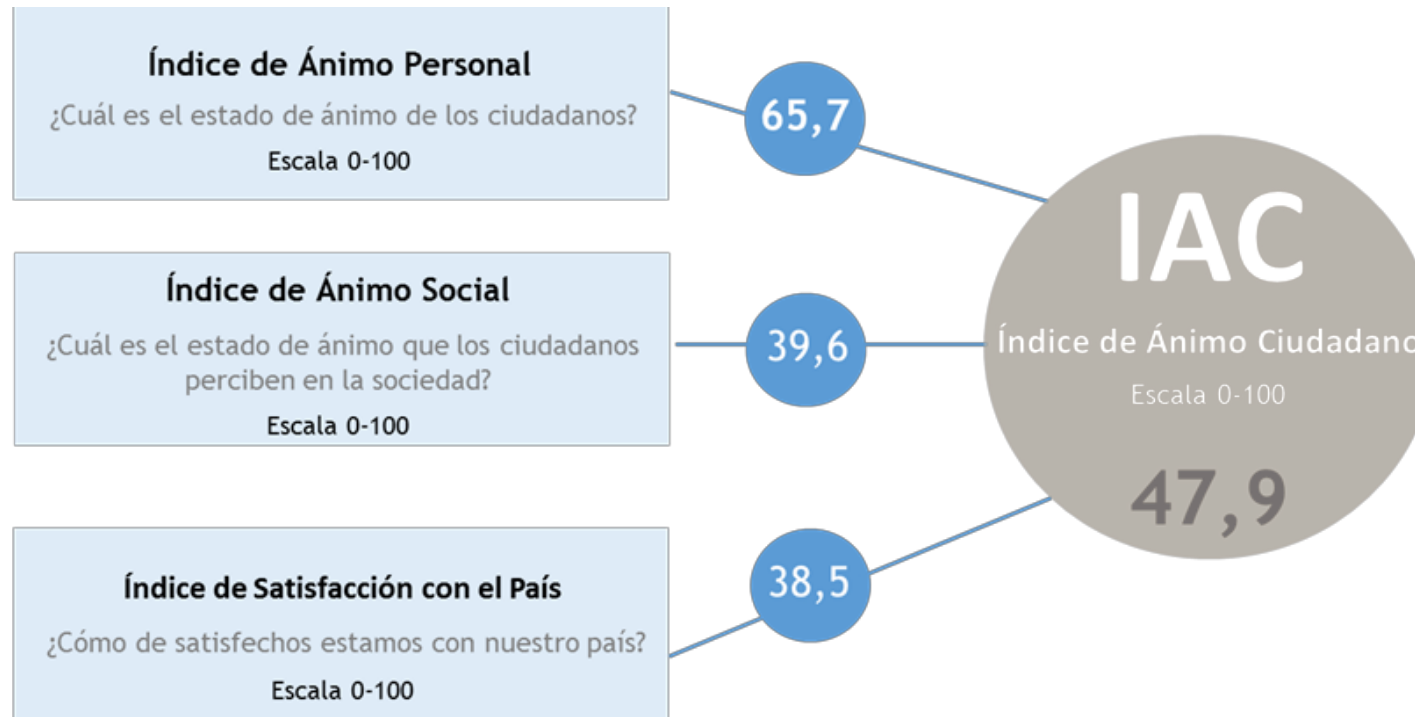 Índice de Ánimo Personal
¿Cuál es el estado de ánimo de los ciudadanos?
Escala 0-100
65,7
Índice de Ánimo Social
¿Cuál es el estado de ánimo que los ciudadanos
perciben en la sociedad?
Escala 0-100
39,6
Índice de Satisfacción con el País
¿Cómo de satisfechos estamos con nuestro país?
Escala 0-100
38,5
IAC
Índice de Ánimo Ciudadano
Escala 0-100
47,9